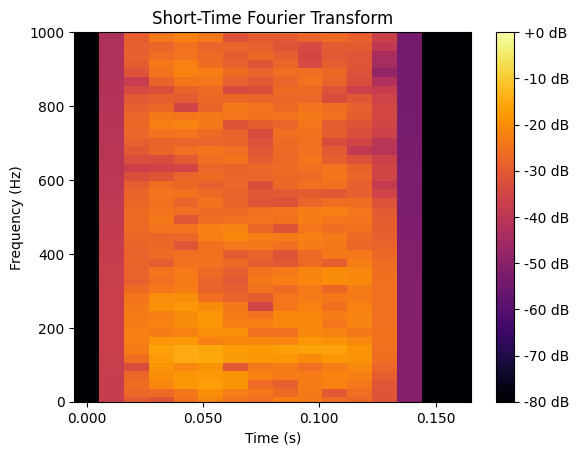 Short-Time Fourier Transform
1000
800
600
400
200
0
Frequency (Hz)
0.000
0.050
0.100
0.150
Time (s)
+0 dB
-10 dB
-20 dB
-30 dB
-40 dB
-50 dB
-60 dB
-70 dB
-80 dB